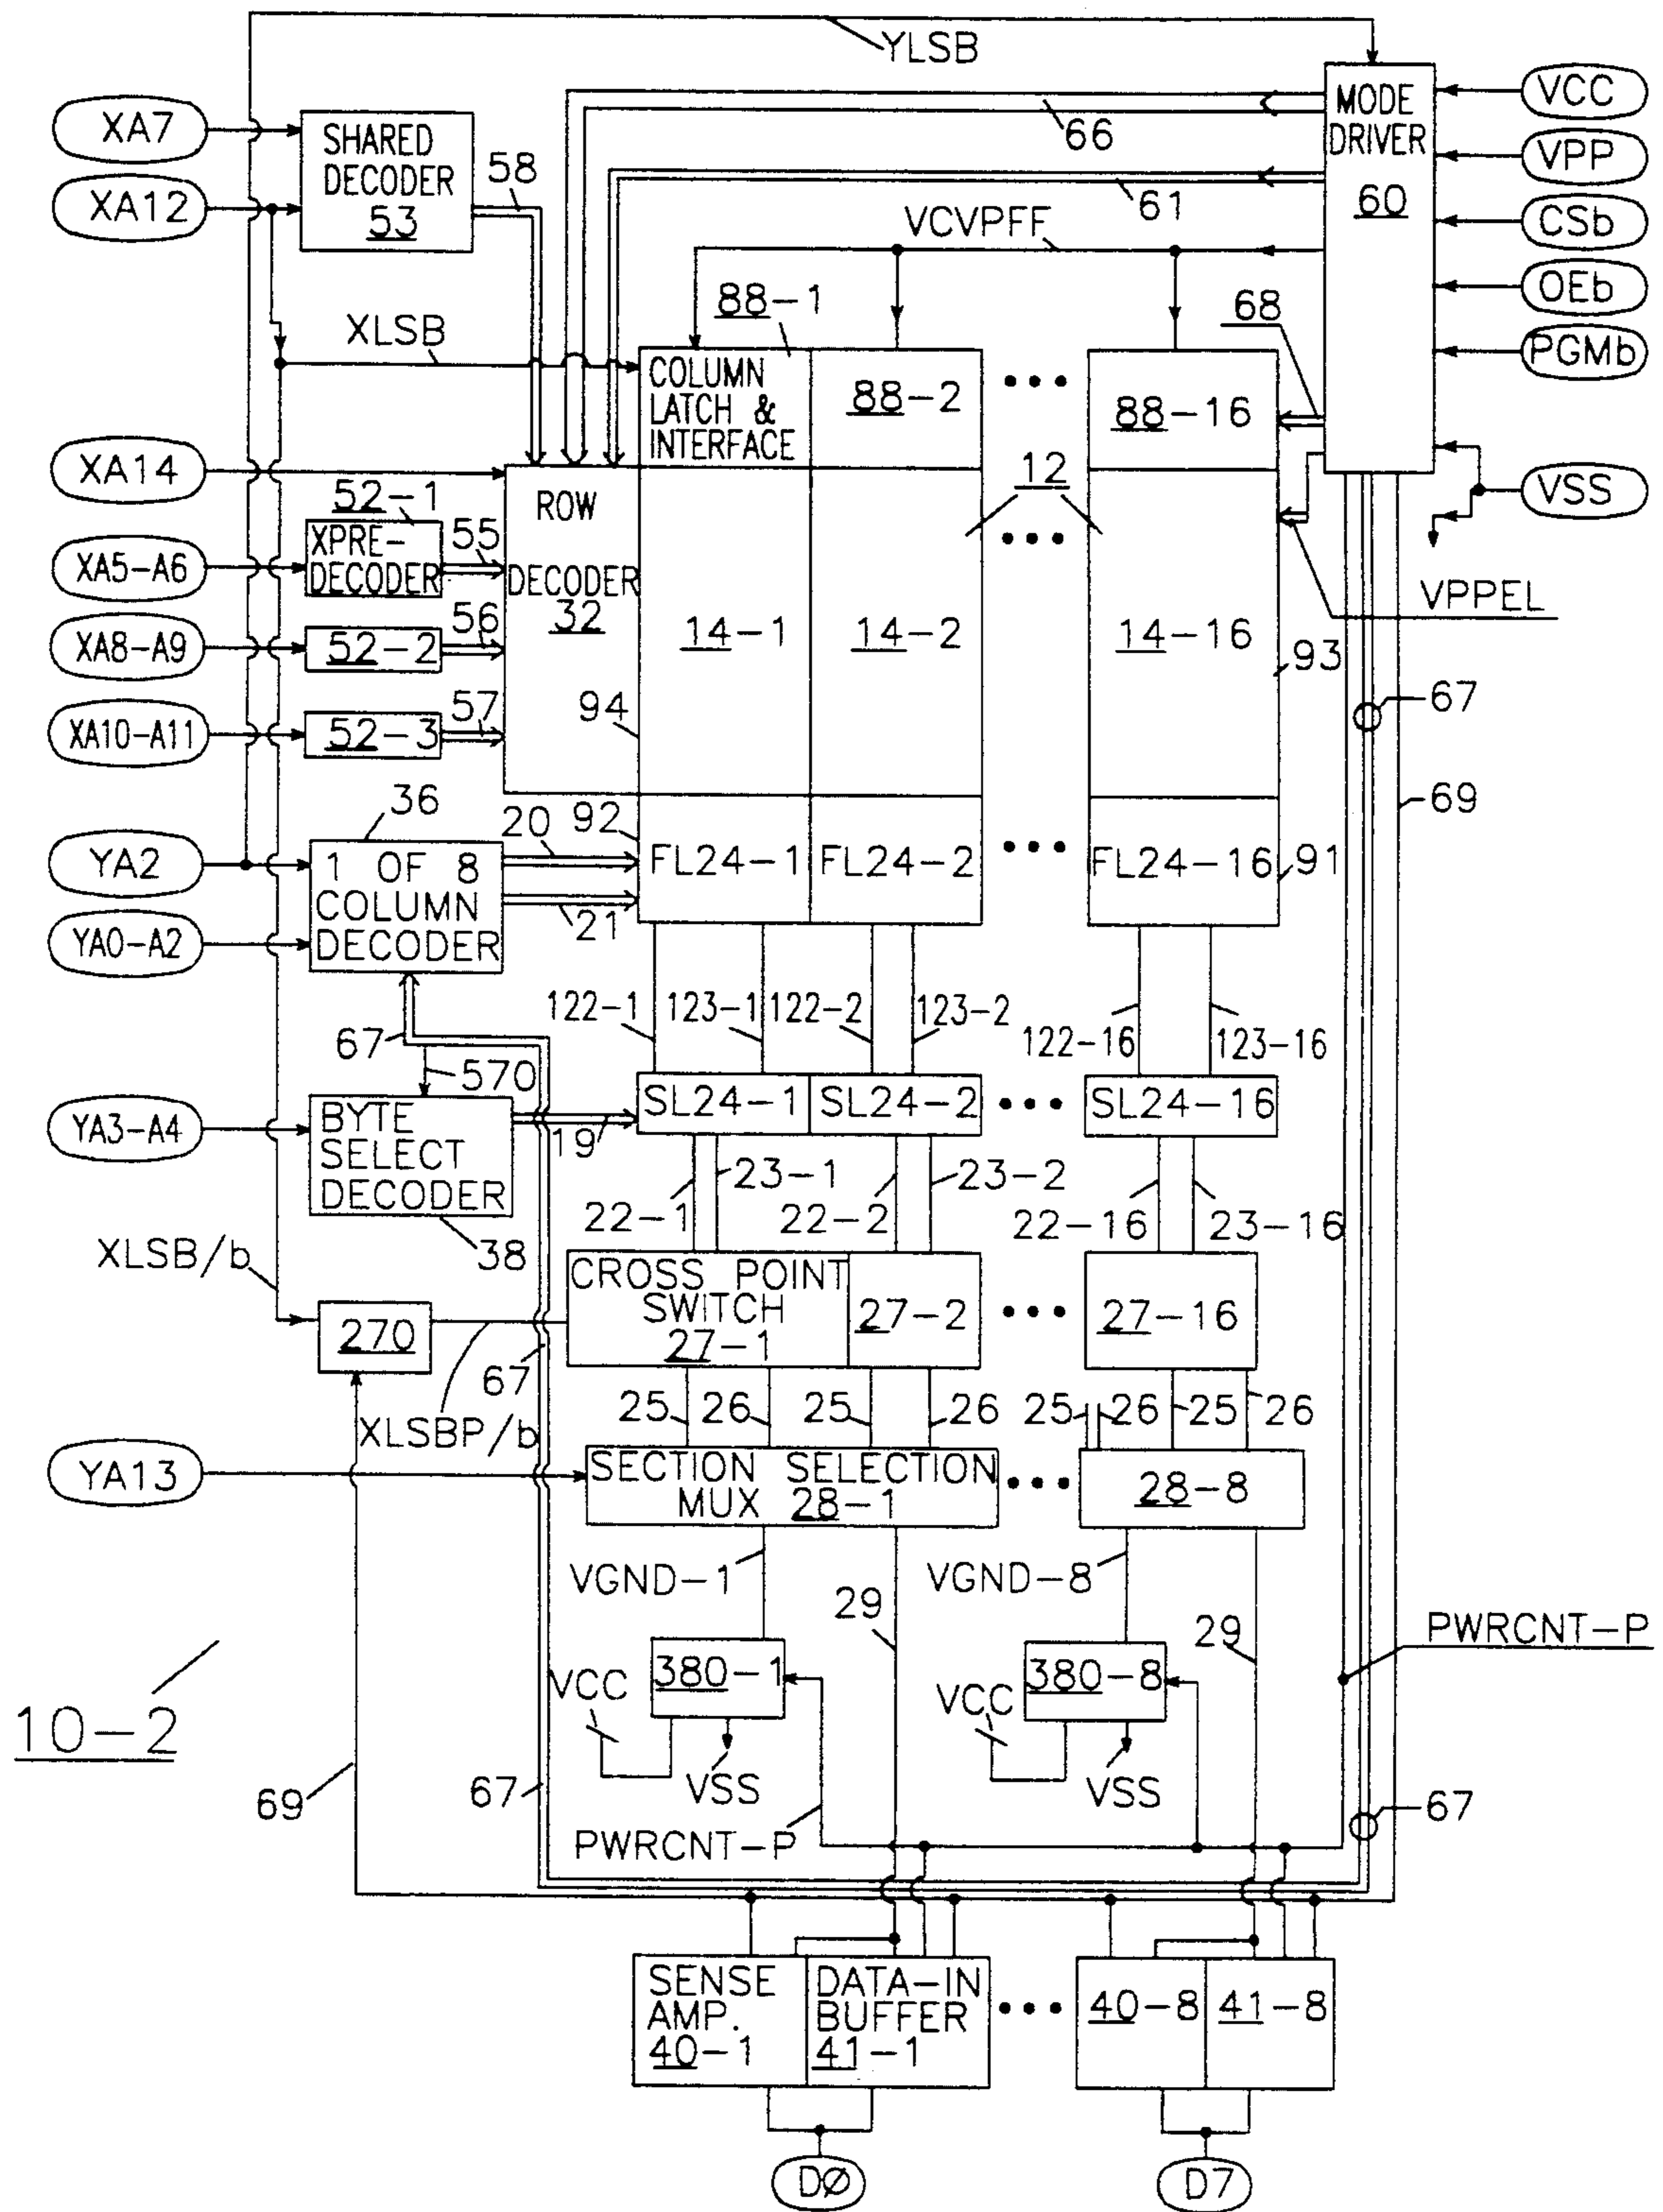 YLSB
XA7
SHARED
DECODER
53
58
66
MODE
DRIVER
60
VCC
VPP
XA12
61
CSb
VCVPFF
OEb
88-1
68
XLSB
PGMb
COLUMN
LATCH &
INTERFACE
88-2
•••
88-16
XA14
12
VSS
52-1
ROW
DECODER
32
•••
XA5-A6
XPRE-
DECODER
55
VPPEL
XA8-A9
52-2
56
14-1
14-2
14-16
93
XA10-A11
52-3
57
94
67
36
20
92
69
YA2
1 OF 8
COLUMN
DECODER
FL24-1
FL24-2
•••
FL24-16
91
YA0-A2
21
122-1
123-1
122-2
123-2
122-16
123-16
67
570
YA3-A4
BYTE
SELECT
DECODER
19
SL24-1
SL24-2
•••
SL24-16
23-1
23-2
22-1
22-2
22-16
23-16
XLSB/b
38
CROSS POINT
SWITCH
27-1
27-2
•••
27-16
270
67
XLSBP/b
25
26
25
26
25
26
25
26
YA13
SECTION SELECTION
MUX 28-1
•••
28-8
VGND-1
VGND-8
29
29
PWRCNT-P
380-1
380-8
VCC
VCC
10-2
VSS
VSS
69
67
67
PWRCNT-P
SENSE
AMP.
40-1
DATA-IN
BUFFER
41-1
•••
40-8
41-8
DØ
D7